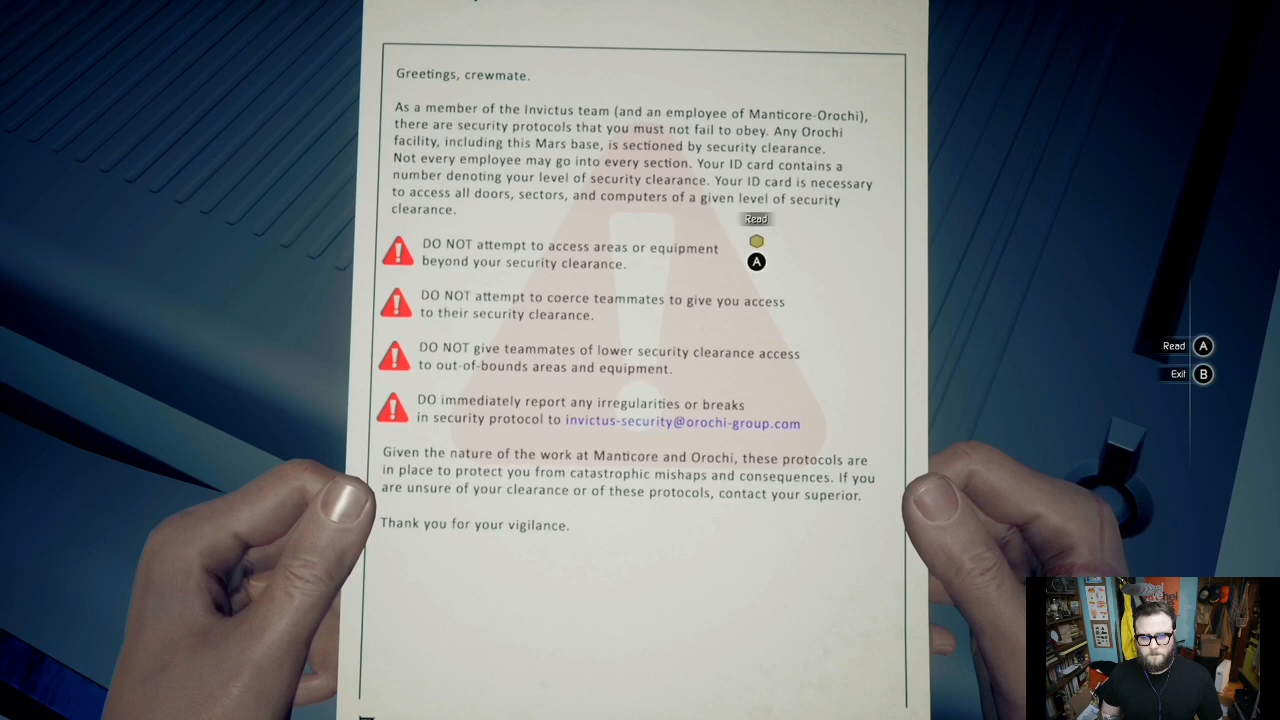 Greetings, crewmate.
As a member of the Invictus team (and an employee of Manticore-Orochi),
there are security protocols that you must not fail to obey. Any Orochi
facility, including this Mars base, is sectioned by security clearance.
Not every employee may go into every section. Your ID card contains a
number denoting your level of security clearance. Your ID card is necessary
to access all doors, sectors, and computers of a given level of security
clearance.
Read
A
DO NOT attempt to access areas or equipment
beyond your security clearance.
DO NOT attempt to coerce teammates to give you access
to their security clearance.
DO NOT give teammates of lower security clearance access
to out-of-bounds areas and equipment.
DO immediately report any irregularities or breaks
in security protocol to invictus-security@orochi-group.com
Given the nature of the work at Manticore and Orochi, these protocols are
in place to protect you from catastrophic mishaps and consequences. If you
are unsure of your clearance or of these protocols, contact your superior.
Thank you for your vigilance.
Read A
Exit B